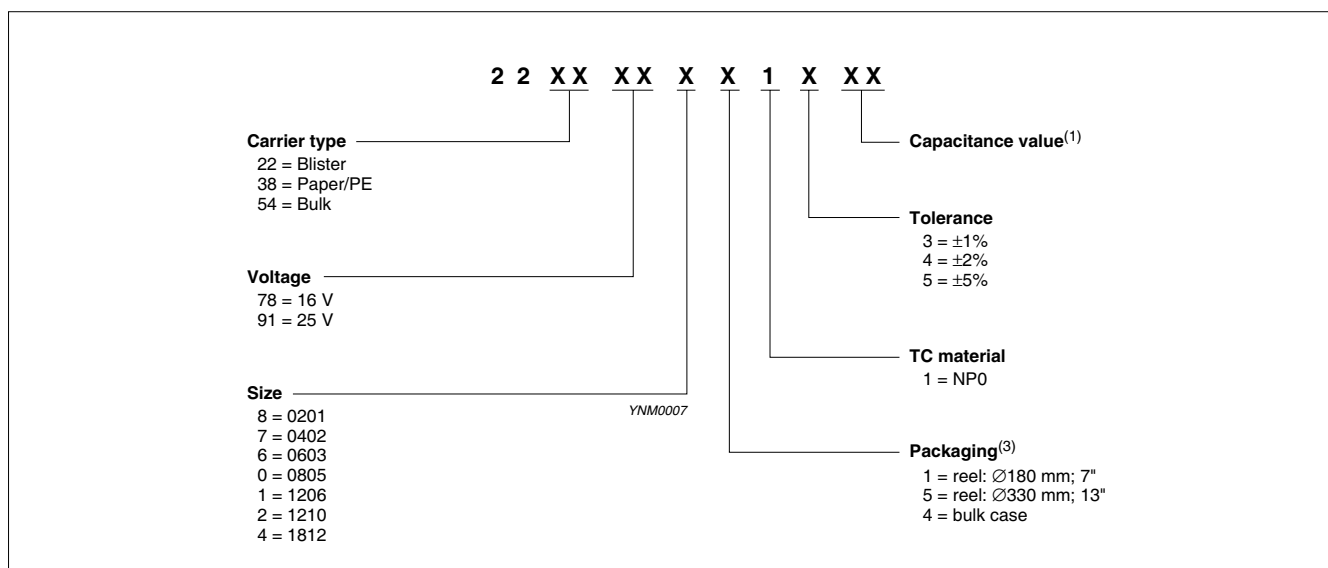 2 2 X X X X X X 1 X X X
Carrier type
22 = Blister
38 = Paper/PE
54 = Bulk
Voltage
78 = 16 V
91 = 25 V
Size
8 = 0201
7 = 0402
6 = 0603
0 = 0805
1 = 1206
2 = 1210
4 = 1812
YNM0007
Capacitance value(1)
Tolerance
3 = ±1%
4 = ±2%
5 = ±5%
TC material
1 = NP0
Packaging(3)
1 = reel: ∅180 mm; 7"
5 = reel: ∅330 mm; 13"
4 = bulk case